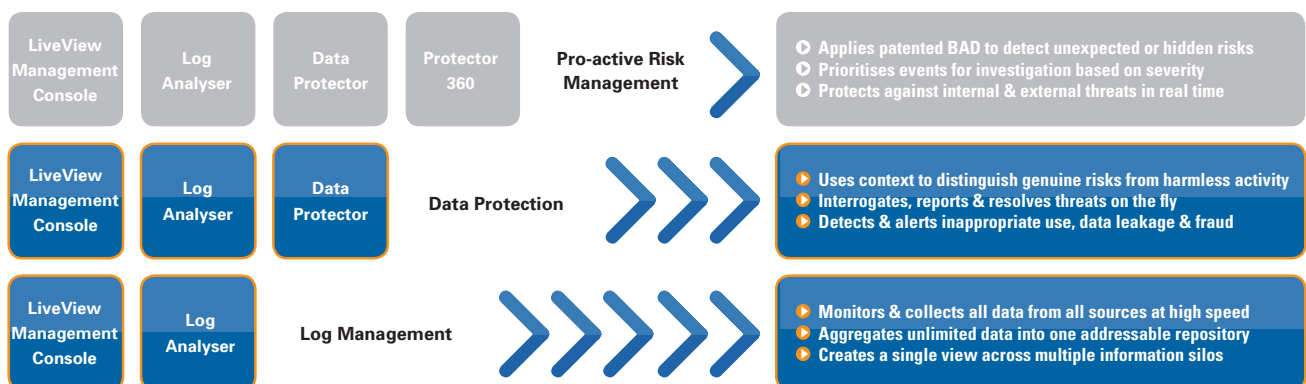 LiveView
Management
Console
Log
Analyser
Data
Protector
Protector
360
Pro-active Risk
Management
Applies patented BAD to detect unexpected or hidden risks
Prioritises events for investigation based on severity
Protects against internal & external threats in real time
LiveView
Management
Console
Log
Analyser
Data
Protector
Data Protection
Uses context to distinguish genuine risks from harmless activity
Interrogates, reports & resolves threats on the fly
Detects & alerts inappropriate use, data leakage & fraud
LiveView
Management
Console
Log
Analyser
Log Management
Monitors & collects all data from all sources at high speed
Aggregates unlimited data into one addressable repository
Creates a single view across multiple information silos